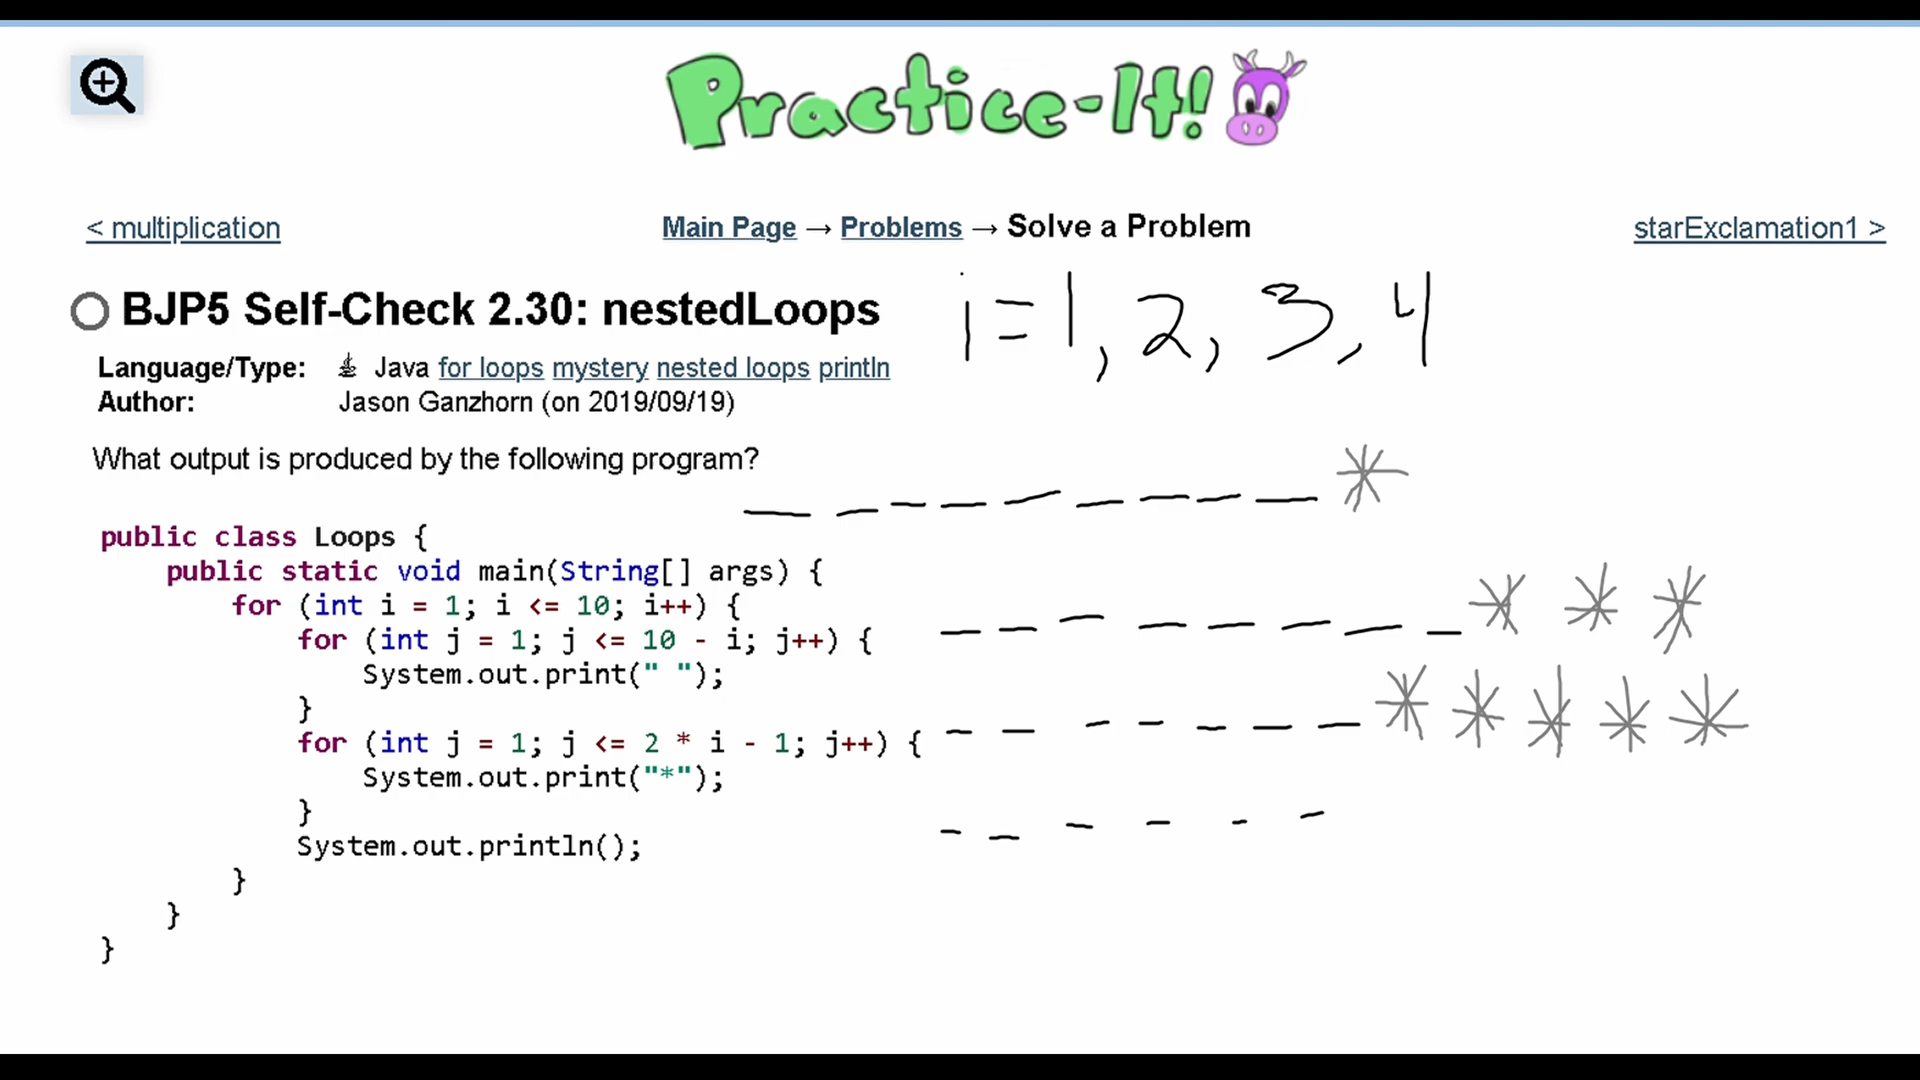 Practice-It!
< multiplication
Main Page → Problems → Solve a Problem
starExclamation1 >
BJP5 Self-Check 2.30: nestedLoops
i = 1, 2, 3, 4
Language/Type: Java for loops mystery nested loops println
Author: Jason Ganzhorn (on 2019/09/19)
What output is produced by the following program?
_ _ _ _ _ _ _ _ _ *
public class Loops {
public static void main(String[] args) {
for (int i = 1; i <= 10; i++) {
_ _ _ _ _ _ _ _ * * *
for (int j = 1; j <= 10 - i; j++) {
System.out.print(" ");
}
_ _ _ _ _ _ _ * * * * *
for (int j = 1; j <= 2 * i - 1; j++) {
System.out.print("*");
}
_ _ _ _ _ _
System.out.println();
}
}
}